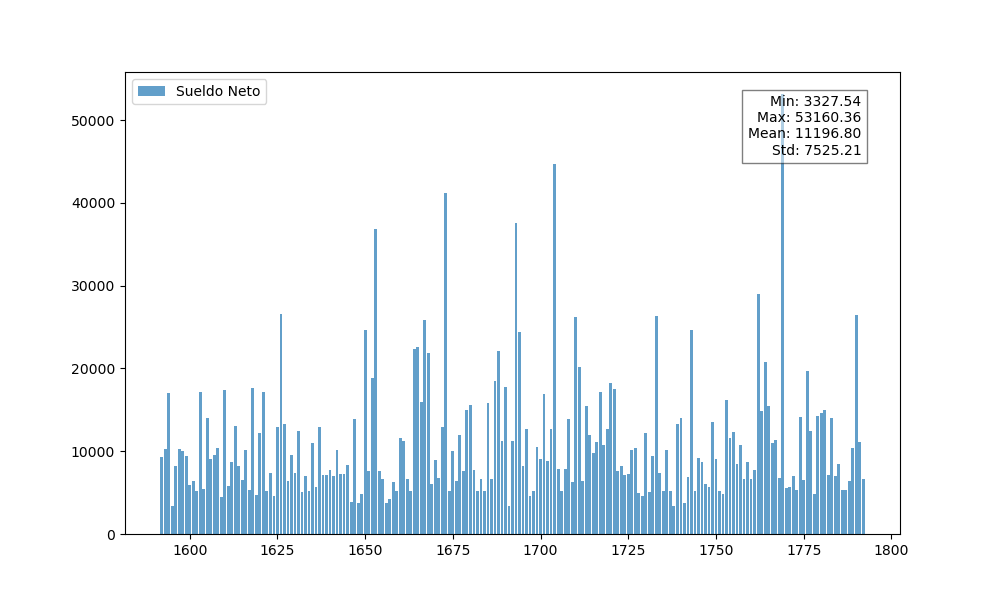 Sueldo Neto
Min: 3327.54
Max: 53160.36
Mean: 11196.80
Std: 7525.21
50000
40000
30000
20000
10000
0
1600 1625 1650 1675 1700 1725 1750 1775 1800